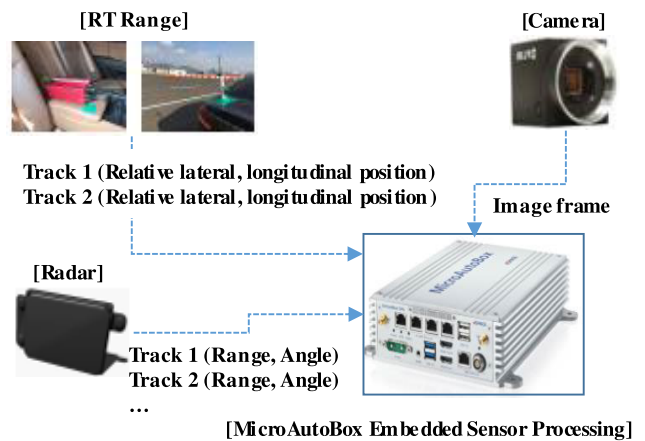 [RT Range]
[Camera]
Track 1 (Relative lateral, longitudinal position)
Track 2 (Relative lateral, longitudinal position)
Image frame
[Radar]
MicroAutoBox
Track 1 (Range, Angle)
Track 2 (Range, Angle)
…
[MicroAutoBox Embedded Sensor Processing]